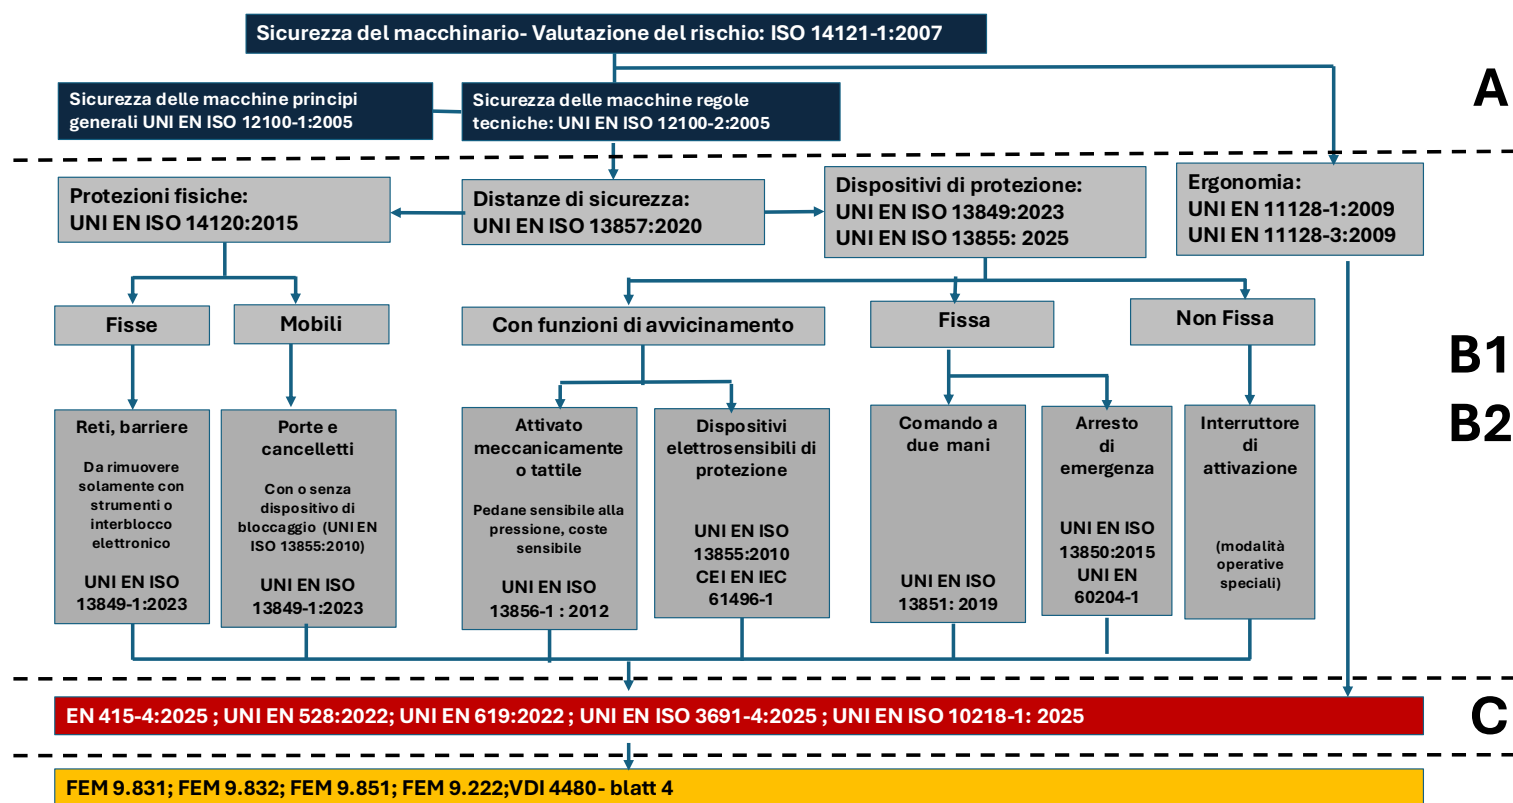 Sicurezza del macchinario- Valutazione del rischio: ISO 14121-1:2007
A
Sicurezza delle macchine principi
generali UNI EN ISO 12100-1:2005
Sicurezza delle macchine regole
tecniche: UNI EN ISO 12100-2:2005
Protezioni fisiche:
UNI EN ISO 14120:2015
Distanze di sicurezza:
UNI EN ISO 13857:2020
Dispositivi di protezione:
UNI EN ISO 13849:2023
UNI EN ISO 13855: 2025
Ergonomia:
UNI EN 11128-1:2009
UNI EN 11128-3:2009
Fisse
Mobili
Con funzioni di avvicinamento
Fissa
Non Fissa
B1
B2
Reti, barriere
Da rimuovere
solamente con
strumenti o
interblocco
elettronico
UNI EN ISO
13849-1:2023
Porte e
cancelletti
Con o senza
dispositivo di
bloccaggio (UNI EN
ISO 13855:2010)
UNI EN ISO
13849-1:2023
Attivato
meccanicamente
o tattile
Pedane sensibile alla
pressione, coste
sensibile
UNI EN ISO
13856-1 : 2012
Dispositivi
elettrosensibili di
protezione
UNI EN ISO
13855:2010
CEI EN IEC
61496-1
Comando a
due mani
UNI EN ISO
13851: 2019
Arresto
di
emergenza
UNI EN ISO
13850:2015
UNI EN
60204-1
Interruttore
di
attivazione
(modalità
operative
speciali)
EN 415-4:2025 ; UNI EN 528:2022; UNI EN 619:2022 ; UNI EN ISO 3691-4:2025 ; UNI EN ISO 10218-1: 2025
C
FEM 9.831; FEM 9.832; FEM 9.851; FEM 9.222;VDI 4480- blatt 4